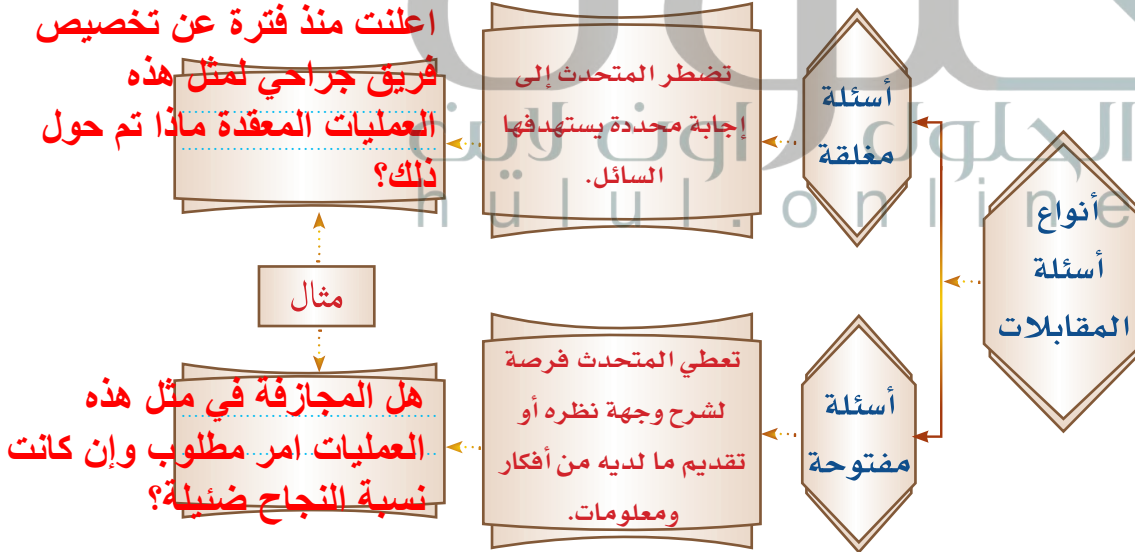 أنواع
أسئلة
المقابلات
أسئلة
مغلقة
تضطر المتحدث إلى
إجابة محددة يستهدفها
السائل.
اعلنت منذ فترة عن تخصيص
فريق جراحي لمثل هذه
العمليات المعقدة ماذا تم حول
ذلك؟
مثال
أسئلة
مفتوحة
تعطي المتحدث فرصة
لشرح وجهة نظره أو
تقديم ما لديه من أفكار
ومعلومات.
هل المجازفة في مثل هذه
العمليات امر مطلوب وإن كانت
نسبة النجاح ضئيلة؟
الحلول اون لاين
hulul.online